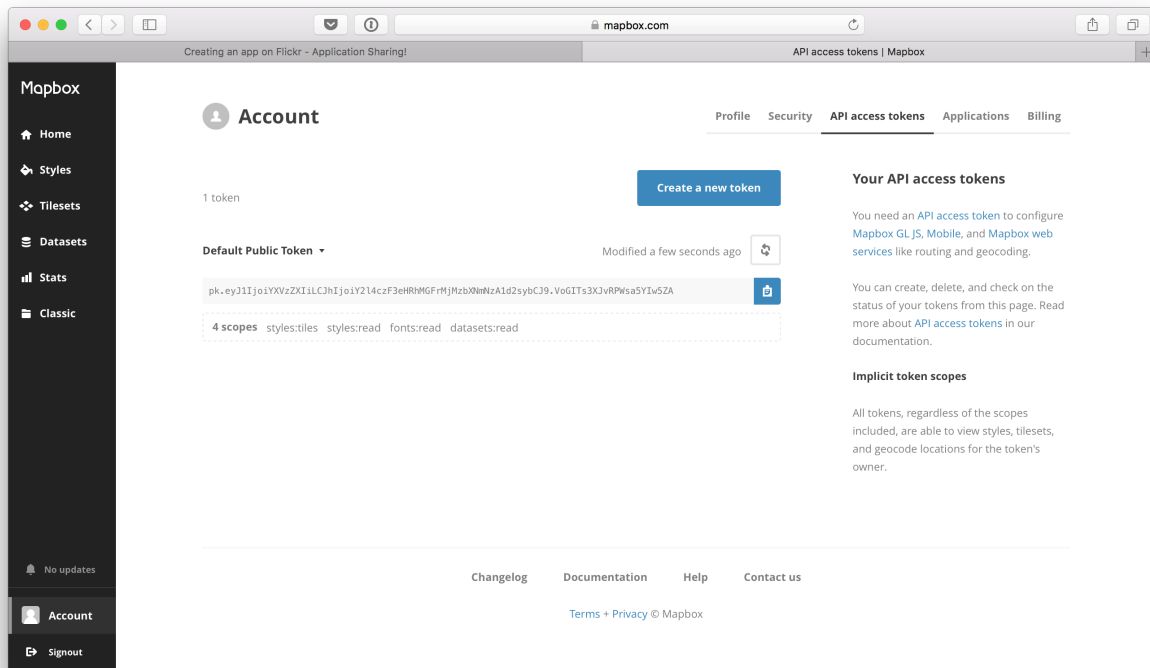 mapbox.com
Creating an app on Flickr - Application Sharing!
API access tokens | Mapbox
Mapbox
Home
Styles
Tilesets
Datasets
Stats
Classic
No updates
Account
Signout
Account
Profile Security API access tokens Applications Billing
1 token
Create a new token
Default Public Token
Modified a few seconds ago
pk.eyJ1IjoiYXVzZXIiLCJhIjoiY2l4czF3eHRhMGFrMjMzbXNmNzA1d2sybCJ9.VoGITs3XJvRPWsa5YIw5ZA
4 scopes styles:tiles styles:read fonts:read datasets:read
Your API access tokens
You need an API access token to configure
Mapbox GL JS, Mobile, and Mapbox web
services like routing and geocoding.
You can create, delete, and check on the
status of your tokens from this page. Read
more about API access tokens in our
documentation.
Implicit token scopes
All tokens, regardless of the scopes
included, are able to view styles, tilesets,
and geocode locations for the token's
owner.
Changelog Documentation Help Contact us
Terms + Privacy © Mapbox